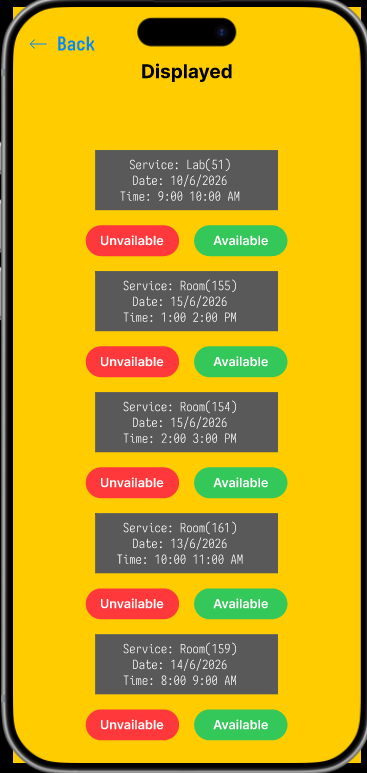 ← Back
Displayed
Service: Lab(51)
Date: 10/6/2026
Time: 9:00 10:00 AM
Unvailable Available
Service: Room(155)
Date: 15/6/2026
Time: 1:00 2:00 PM
Unvailable Available
Service: Room(154)
Date: 15/6/2026
Time: 2:00 3:00 PM
Unvailable Available
Service: Room(161)
Date: 13/6/2026
Time: 10:00 11:00 AM
Unvailable Available
Service: Room(159)
Date: 14/6/2026
Time: 8:00 9:00 AM
Unvailable Available